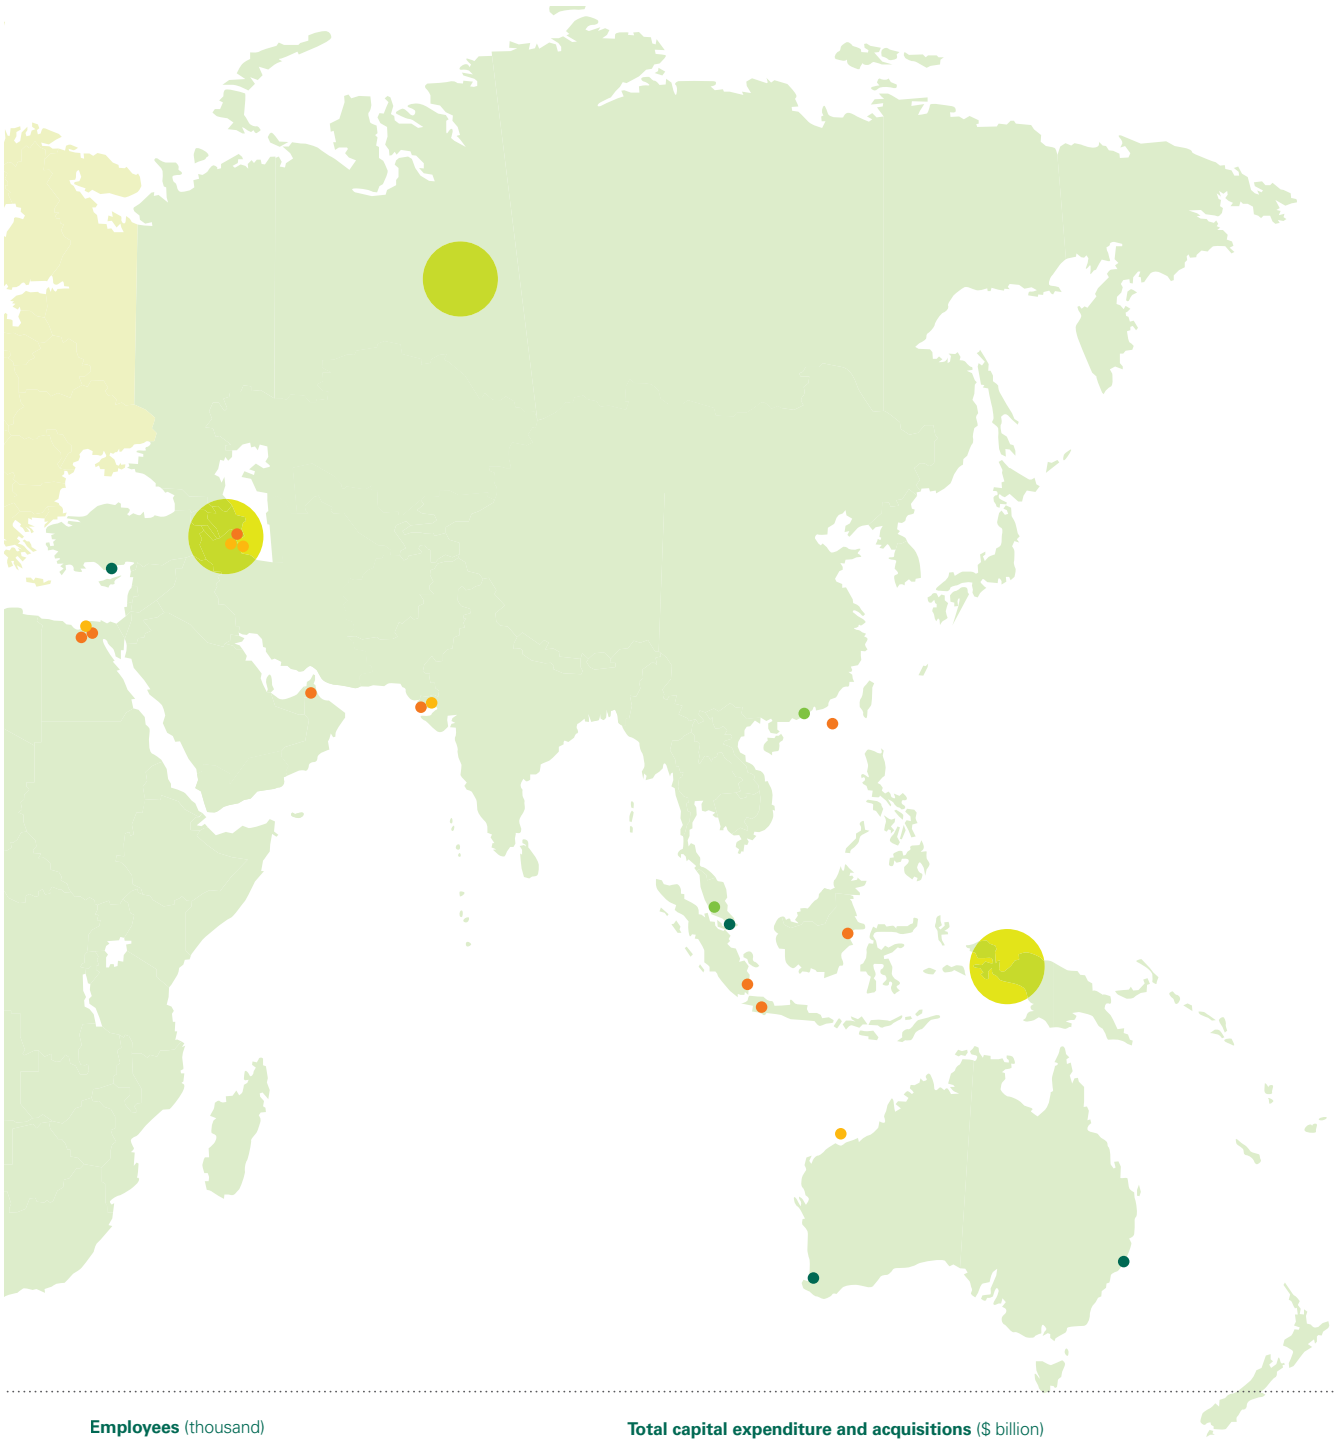 Employees (thousand)
Total capital expenditure and acquisitions ($ billion)